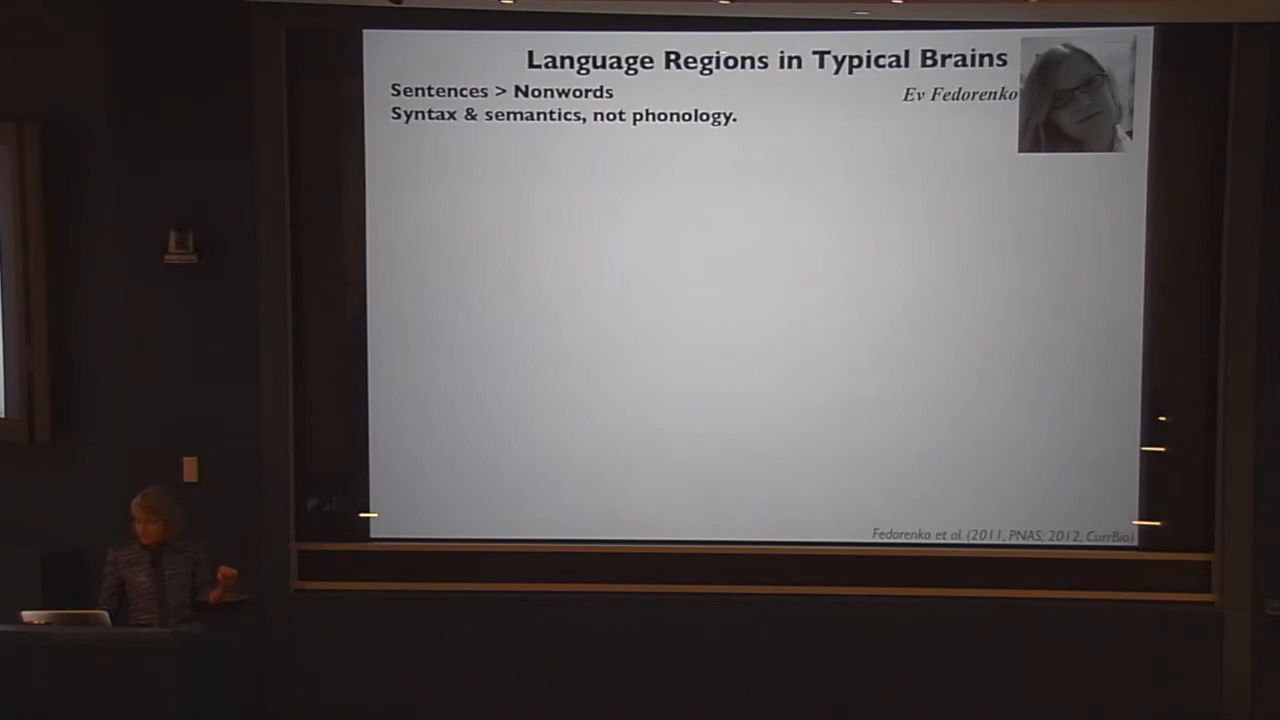 Language Regions in Typical Brains
Sentences > Nonwords
Ev Fedorenko
Syntax & semantics, not phonology.
Fedorenko et al. (2011, PNAS; 2012, CurrBio)